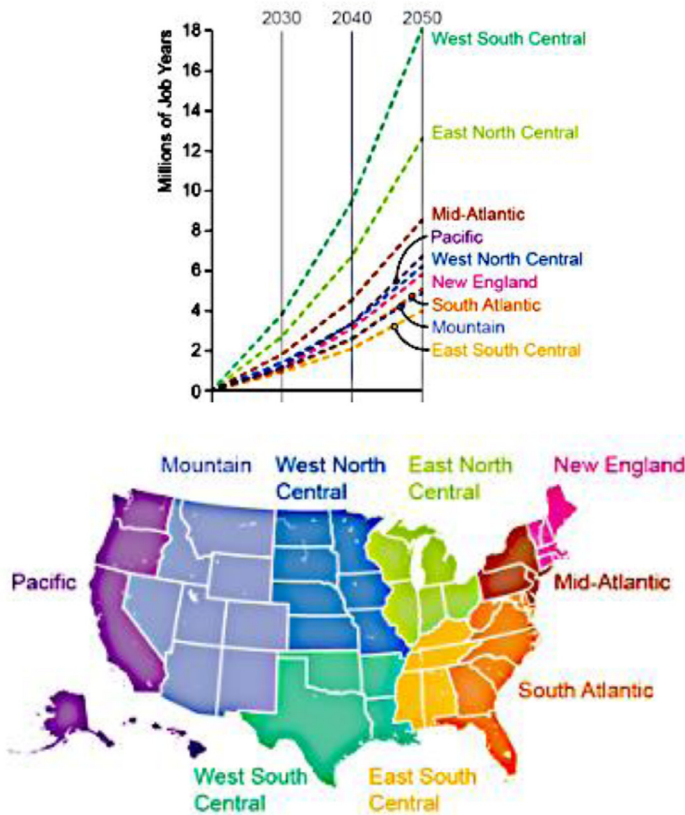 2030 2040 2050
18
16
14
12
10
8
6
4
2
0
Millions of Job Years
West South Central
East North Central
Mid-Atlantic
Pacific
West North Central
New England
South Atlantic
Mountain
East South Central
Mountain
West North
Central
East North
Central
New England
Pacific
Mid-Atlantic
South Atlantic
West South
Central
East South
Central